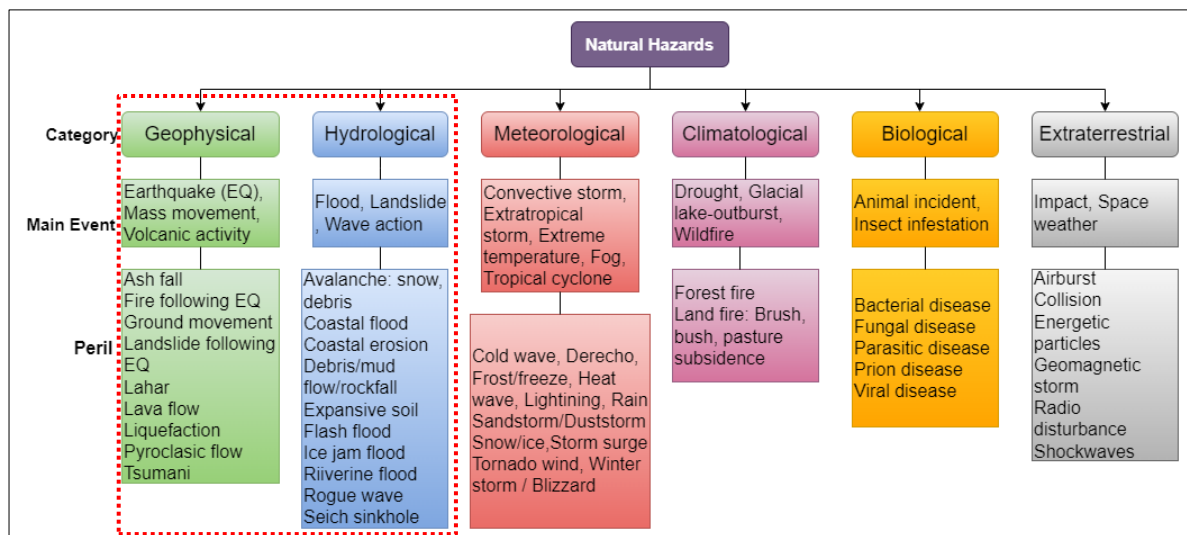 Natural Hazards
Category
Geophysical
Hydrological
Meteorological
Climatological
Biological
Extraterrestrial
Main Event
Earthquake (EQ),
Mass movement,
Volcanic activity
Flood, Landslide
, Wave action
Convective storm,
Extratropical
storm, Extreme
temperature, Fog,
Tropical cyclone
Drought, Glacial
lake-outburst,
Wildfire
Animal incident,
Insect infestation
Impact, Space
weather
Peril
Ash fall
Fire following EQ
Ground movement
Landslide following
EQ
Lahar
Lava flow
Liquefaction
Pyroclasic flow
Tsumani
Avalanche: snow,
debris
Coastal flood
Coastal erosion
Debris/mud
flow/rockfall
Expansive soil
Flash flood
Ice jam flood
Riiverine flood
Rogue wave
Seich sinkhole
Cold wave, Derecho,
Frost/freeze, Heat
wave, Lightining, Rain
Sandstorm/Duststorm
Snow/ice,Storm surge
Tornado wind, Winter
storm / Blizzard
Forest fire
Land fire: Brush,
bush, pasture
subsidence
Bacterial disease
Fungal disease
Parasitic disease
Prion disease
Viral disease
Airburst
Collision
Energetic
particles
Geomagnetic
storm
Radio
disturbance
Shockwaves